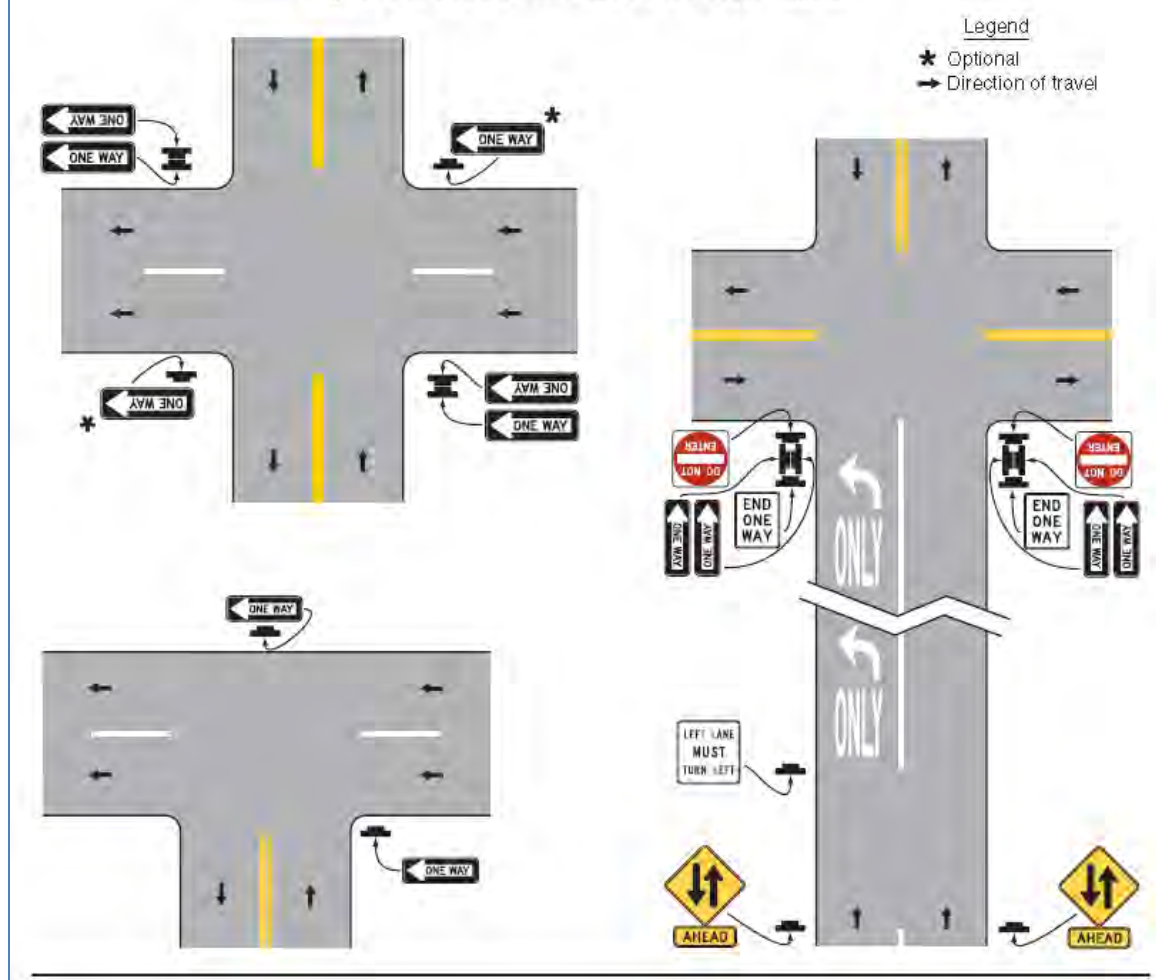 Legend
* Optional
Direction of travel
ONE WAY
ONE WAY
ONE WAY
*
ONE WAY
*
ONE WAY
ONE WAY
DO NOT
ENTER
DO NOT
ENTER
END
ONE
WAY
END
ONE
WAY
ONE WAY
ONE WAY
ONE WAY
ONE WAY
ONLY
ONE WAY
ONLY
LEFT LANE
MUST
TURN LEFT
ONE WAY
AHEAD
AHEAD